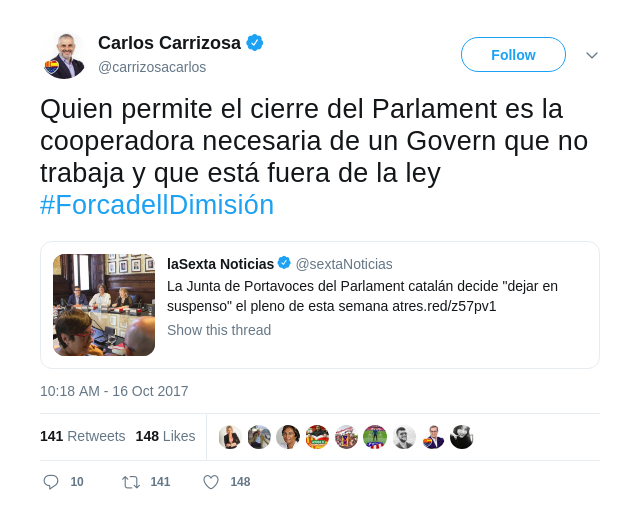 Carlos Carrizosa
@carrizosacarlos
Follow
Quien permite el cierre del Parlament es la
cooperadora necesaria de un Govern que no
trabaja y que está fuera de la ley
#ForcadellDimisión
laSexta Noticias @sextaNoticias
La Junta de Portavoces del Parlament catalán decide "dejar en
suspenso" el pleno de esta semana atres.red/z57pv1
Show this thread
10:18 AM - 16 Oct 2017
141 Retweets 148 Likes
10 141 148